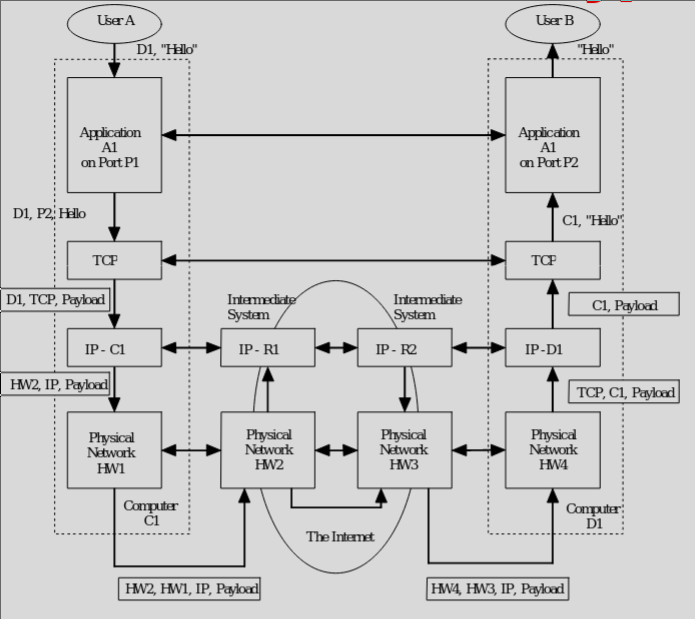 User A
User B
D1, "Hello"
"Hello"
Application
A1
on Port P1
Application
A1
on Port P2
D1, P2, Hello
C1, "Hello"
TCP
TCP
D1, TCP, Payload
Intermediate
System
Intermediate
System
C1, Payload
IP - C1
IP - R1
IP - R2
IP -D1
HW2, IP, Payload
TCP, C1, Payload
Physical
Network
HW1
Physical
Network
HW2
Physical
Network
HW3
Physical
Network
HW4
Computer
C1
The Internet
Computer
D1
HW2, HW1, IP, Payload
HW4, HW3, IP, Payload